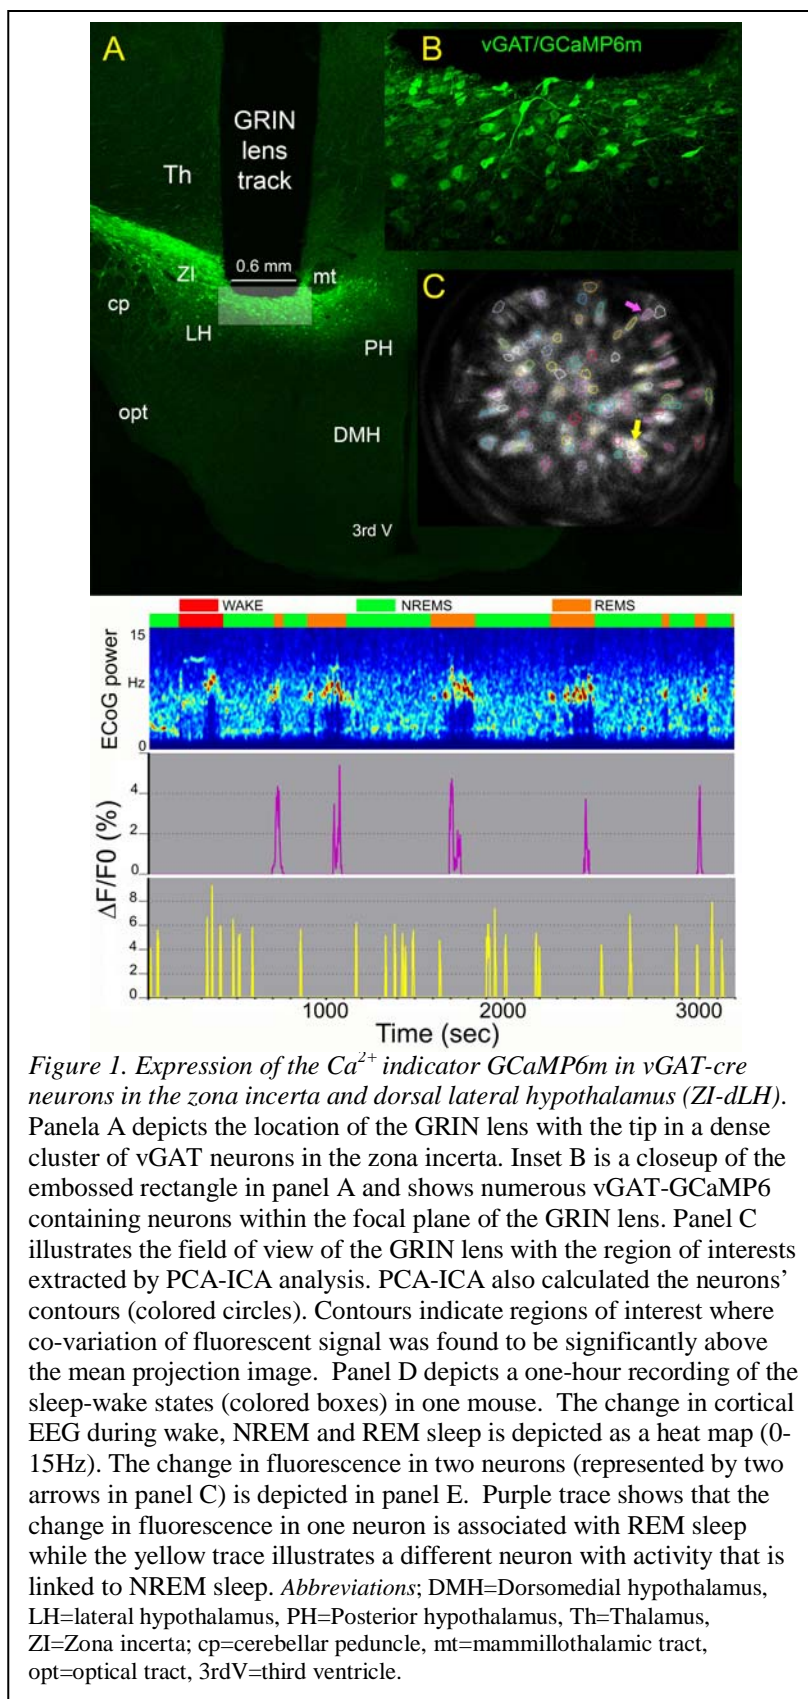 A
B
vGAT/GCaMP6m
GRIN
lens
track
Th
0.6 mm
ZI
mt
C
cp
LH
PH
opt
DMH
3rd V
WAKE
NREMS
REMS
15
Hz
0
ECoG power
4
2
0
ΔF/F0 (%)
8
6
4
2
0
1000
2000
3000
Time (sec)
Figure 1. Expression of the Ca2+ indicator GCaMP6m in vGAT-cre
neurons in the zona incerta and dorsal lateral hypothalamus (ZI-dLH).
Panela A depicts the location of the GRIN lens with the tip in a dense
cluster of vGAT neurons in the zona incerta. Inset B is a closeup of the
embossed rectangle in panel A and shows numerous vGAT-GCaMP6
containing neurons within the focal plane of the GRIN lens. Panel C
illustrates the field of view of the GRIN lens with the region of interests
extracted by PCA-ICA analysis. PCA-ICA also calculated the neurons’
contours (colored circles). Contours indicate regions of interest where
co-variation of fluorescent signal was found to be significantly above
the mean projection image.  Panel D depicts a one-hour recording of the
sleep-wake states (colored boxes) in one mouse.  The change in cortical
EEG during wake, NREM and REM sleep is depicted as a heat map (0-
15Hz). The change in fluorescence in two neurons (represented by two
arrows in panel C) is depicted in panel E.  Purple trace shows that the
change in fluorescence in one neuron is associated with REM sleep
while the yellow trace illustrates a different neuron with activity that is
linked to NREM sleep. Abbreviations; DMH=Dorsomedial hypothalamus,
LH=lateral hypothalamus, PH=Posterior hypothalamus, Th=Thalamus,
ZI=Zona incerta; cp=cerebellar peduncle, mt=mammillothalamic tract,
opt=optical tract, 3rdV=third ventricle.